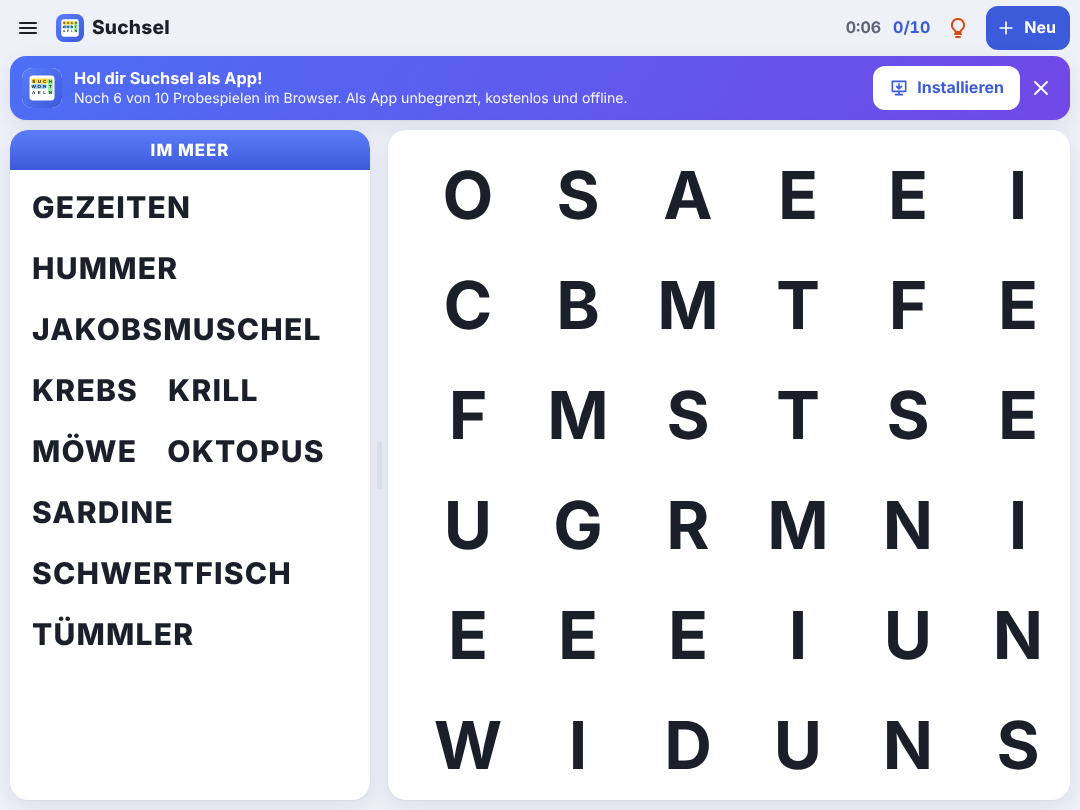 Suchsel
0:06 0/10
Neu
Hol dir Suchsel als App!
Noch 6 von 10 Probespielen im Browser. Als App unbegrenzt, kostenlos und offline.
Installieren
IM MEER
GEZEITEN
HUMMER
JAKOBSMUSCHEL
KREBS KRILL
MÖWE OKTOPUS
SARDINE
SCHWERTFISCH
TÜMMLER
O S A E E I
C B M T F E
F M S T S E
U G R M N I
E E E I U N
W I D U N S